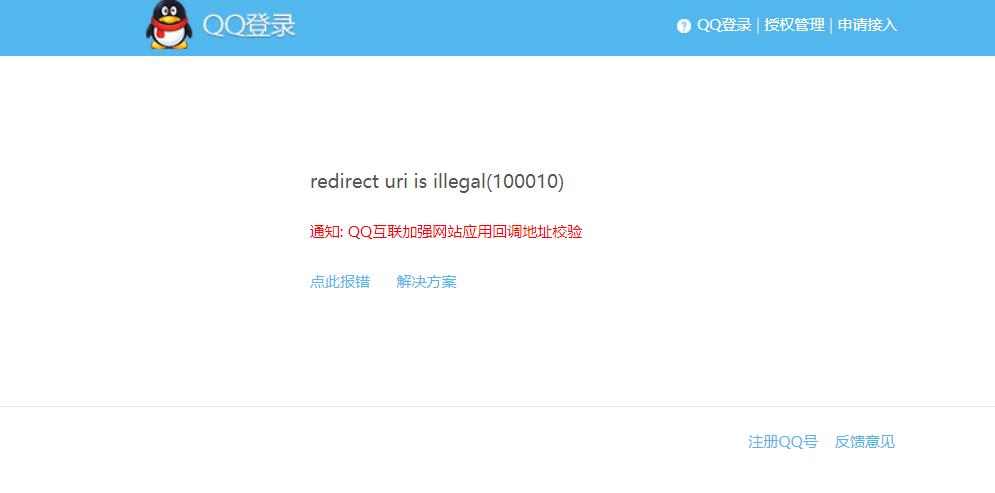 QQ登录
QQ登录 | 授权管理 | 申请接入
redirect uri is illegal(100010)
通知: QQ互联加强网站应用回调地址校验
点此报错 解决方案
注册QQ号 反馈意见